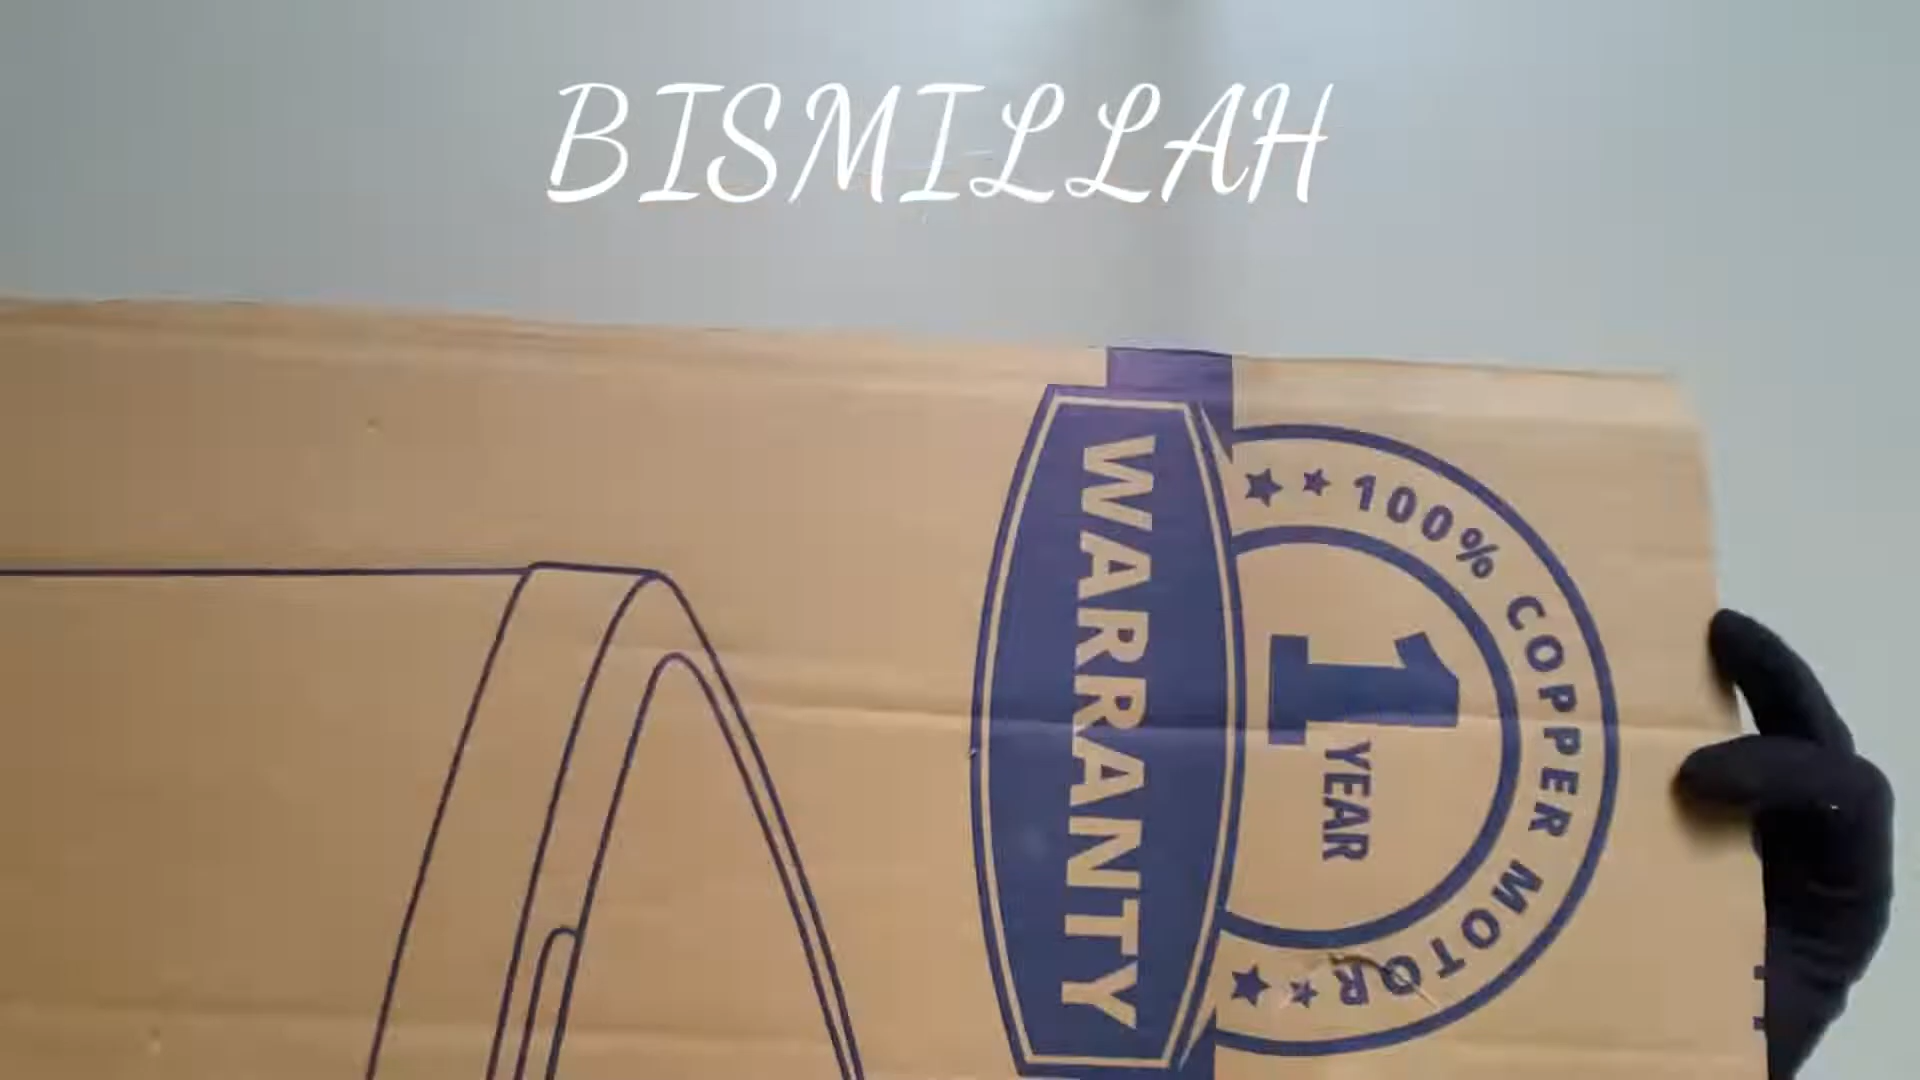 BISMILLAH
★ ★ 100% COPPER MOTOR ★ ★
1
YEAR
WARRANTY